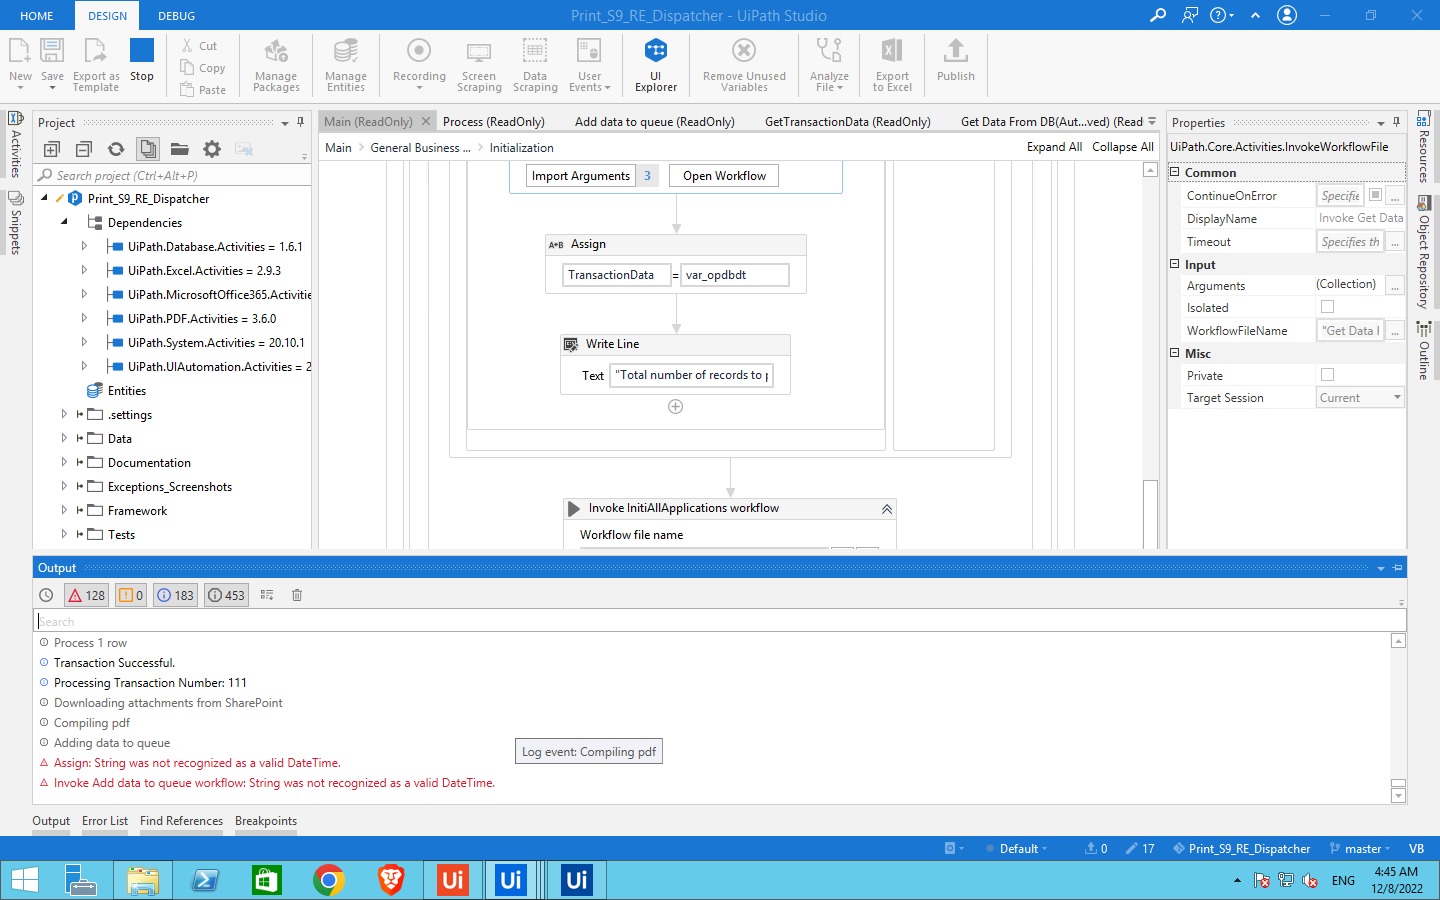 HOME DESIGN DEBUG Print_S9_RE_Dispatcher - UiPath Studio
New Save Export as Template Stop Cut Copy Paste Manage Packages Manage Entities Recording Screen Scraping Data Scraping User Events UI Explorer Remove Unused Variables Analyze File Export to Excel Publish
Activities
Snippets
Project
Search project (Ctrl+Alt+P)
Print_S9_RE_Dispatcher
Dependencies
UiPath.Database.Activities = 1.6.1
UiPath.Excel.Activities = 2.9.3
UiPath.MicrosoftOffice365.Activitie
UiPath.PDF.Activities = 3.6.0
UiPath.System.Activities = 20.10.1
UiPath.UIAutomation.Activities = 2
Entities
.settings
Data
Documentation
Exceptions_Screenshots
Framework
Tests
Main (ReadOnly) Process (ReadOnly) Add data to queue (ReadOnly) GetTransactionData (ReadOnly) Get Data From DB(Aut...ved) (Read
Main General Business ... Initialization Expand All Collapse All
Import Arguments 3 Open Workflow
A+B Assign
TransactionData = var_opdbdt
Write Line
Text "Total number of records to p
Invoke InitiAllApplications workflow
Workflow file name
Properties
UiPath.Core.Activities.InvokeWorkflowFile
Common
ContinueOnError Specifie ...
DisplayName Invoke Get Data
Timeout Specifies th ...
Input
Arguments (Collection) ...
Isolated
WorkflowFileName "Get Data I ...
Misc
Private
Target Session Current
Resources
Object Repository
Outline
Output
128 0 183 453
Search
Process 1 row
Transaction Successful.
Processing Transaction Number: 111
Downloading attachments from SharePoint
Compiling pdf
Adding data to queue
Log event: Compiling pdf
Assign: String was not recognized as a valid DateTime.
Invoke Add data to queue workflow: String was not recognized as a valid DateTime.
Output Error List Find References Breakpoints
Default 0 17 Print_S9_RE_Dispatcher master VB
Ui Ui Ui ENG 4:45 AM
12/8/2022